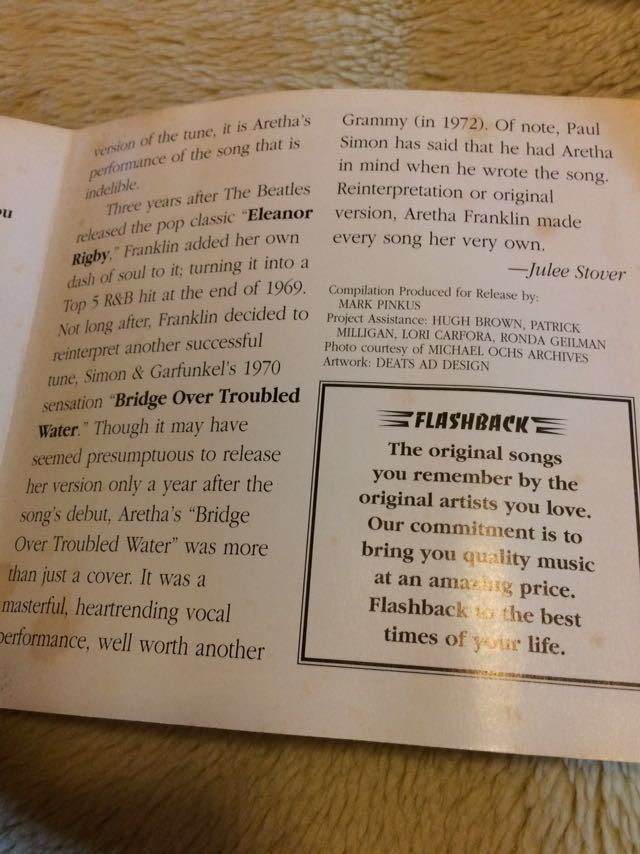 ou
version of the tune, it is Aretha's
performance of the song that is
indelible.
Three years after The Beatles
released the pop classic "Eleanor
Rigby," Franklin added her own
dash of soul to it; turning it into a
Top 5 R&B hit at the end of 1969.
Not long after, Franklin decided to
reinterpret another successful
tune, Simon & Garfunkel's 1970
sensation "Bridge Over Troubled
Water." Though it may have
seemed presumptuous to release
her version only a year after the
song's debut, Aretha's "Bridge
Over Troubled Water" was more
than just a cover. It was a
masterful, heartrending vocal
performance, well worth another
Grammy (in 1972). Of note, Paul
Simon has said that he had Aretha
in mind when he wrote the song.
Reinterpretation or original
version, Aretha Franklin made
every song her very own.
—Julee Stover
Compilation Produced for Release by:
MARK PINKUS
Project Assistance: HUGH BROWN, PATRICK
MILLIGAN, LORI CARFORA, RONDA GEILMAN
Photo courtesy of MICHAEL OCHS ARCHIVES
Artwork: DEATS AD DESIGN
FLASHBACK
The original songs
you remember by the
original artists you love.
Our commitment is to
bring you quality music
at an amazing price.
Flashback to the best
times of your life.